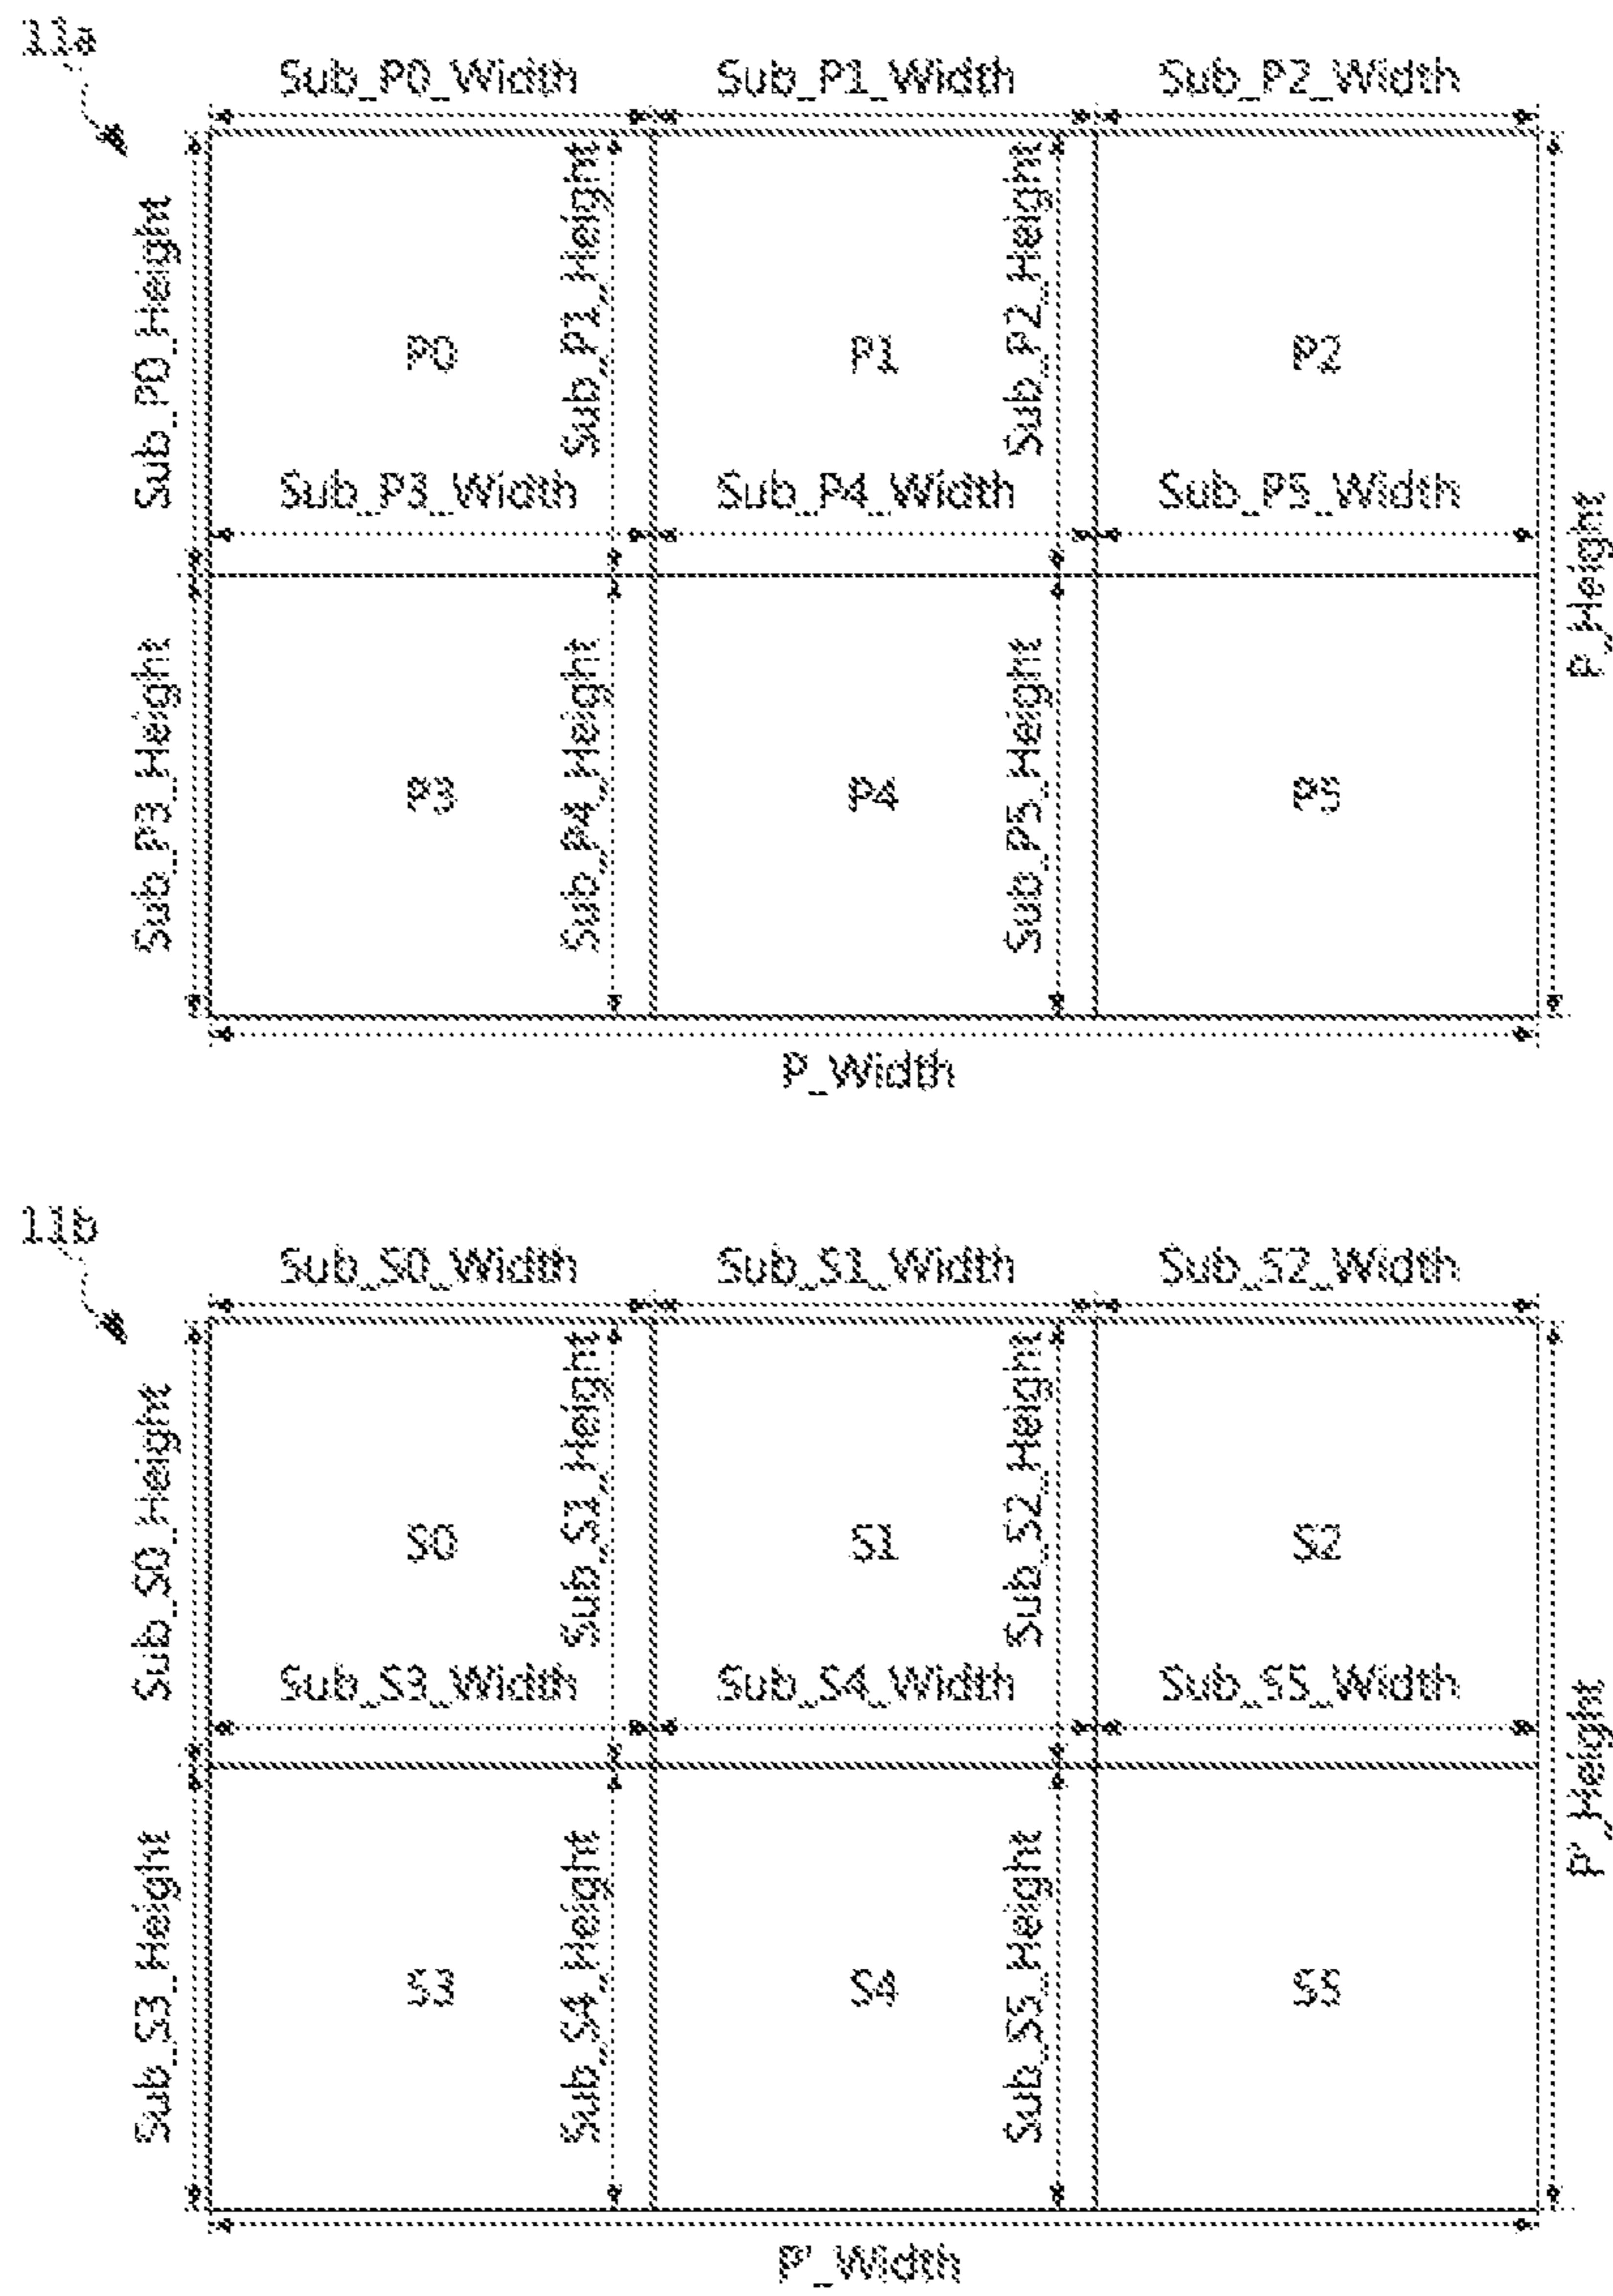 11a
Sub_P0_Width Sub_P1_Width Sub_P2_Width
Sub_P0_Height
Sub_P1_Height
Sub_P2_Height
P0 P1 P2
Sub_P3_Width Sub_P4_Width Sub_P5_Width
P_Height
Sub_P3_Height
Sub_P4_Height
Sub_P5_Height
P3 P4 P5
P_Width
11b
Sub_S0_Width Sub_S1_Width Sub_S2_Width
Sub_S0_Height
Sub_S1_Height
Sub_S2_Height
S0 S1 S2
Sub_S3_Width Sub_S4_Width Sub_S5_Width
P'_Height
Sub_S3_Height
Sub_S4_Height
Sub_S5_Height
S3 S4 S5
P'_Width